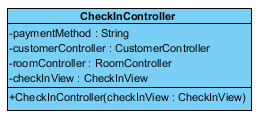 CheckInController
-paymentMethod : String
-customerController : CustomerController
-roomController : RoomController
-checkInView : CheckInView
+CheckInController(checkInView : CheckInView)